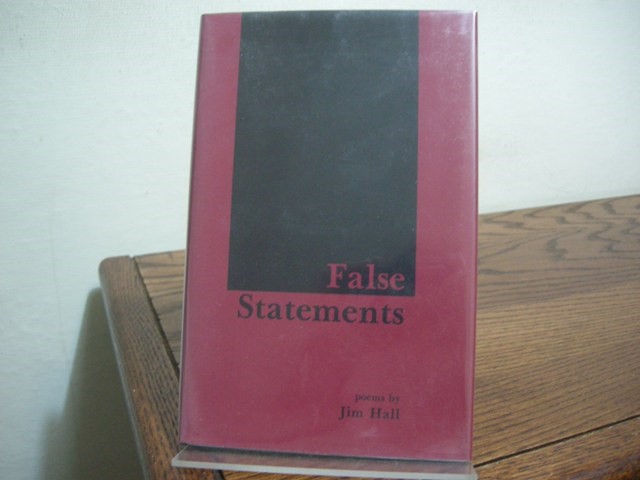 False
Statements
poems by
Jim Hall